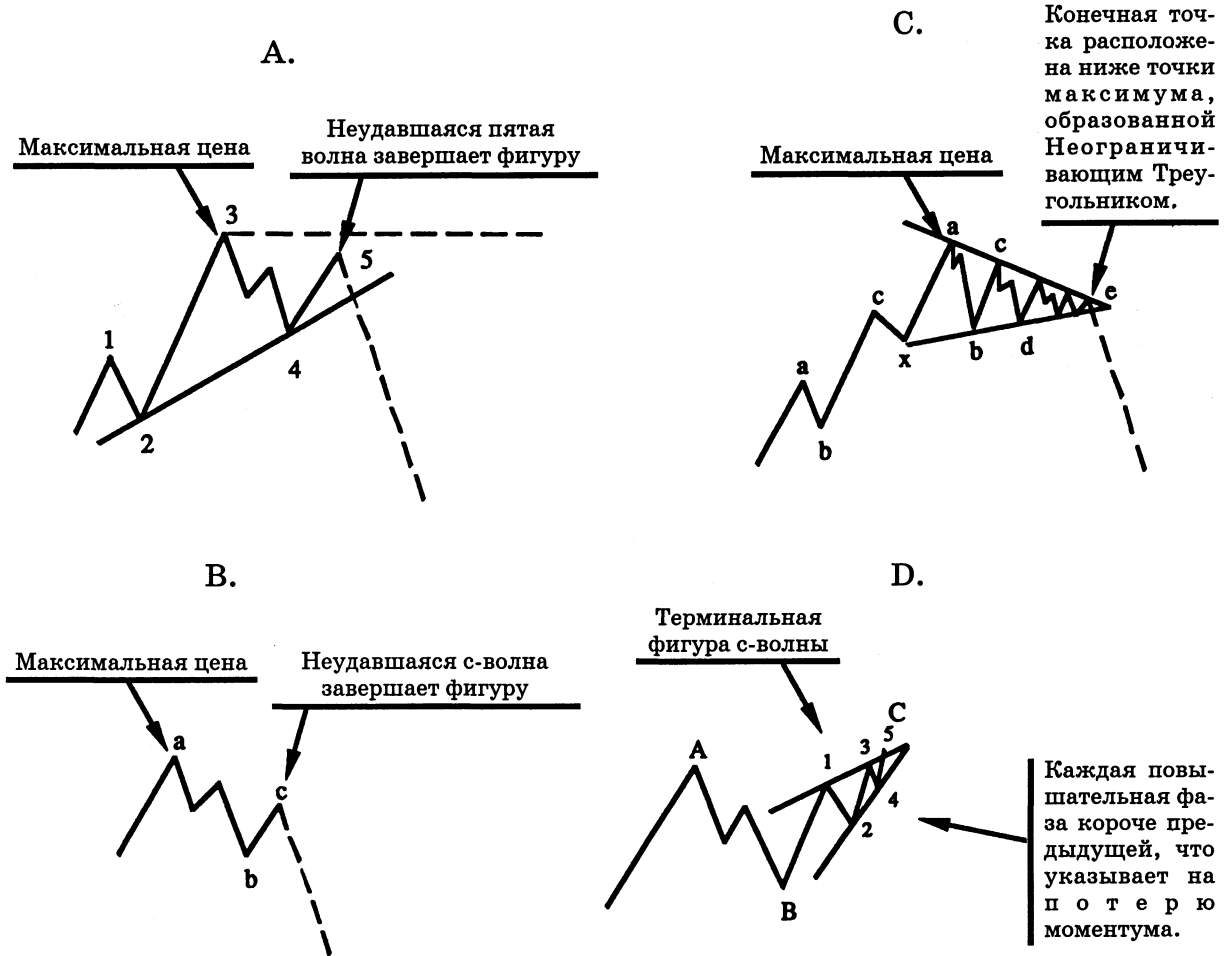 A.
Максимальная цена
Неудавшаяся пятая
волна завершает фигуру
3
5
1
4
2
C.
Конечная точ-
ка расположе-
на ниже точки
максимума,
образованной
Неограничи-
вающим Треу-
гольником.
Максимальная цена
a
c
e
c
x
b
d
a
b
B.
Максимальная цена
Неудавшаяся с-волна
завершает фигуру
a
c
b
D.
Терминальная
фигура с-волны
C
5
A
1
3
4
2
B
Каждая повы-
шательная фа-
за короче пре-
дыдущей, что
указывает на
потерю
моментума.